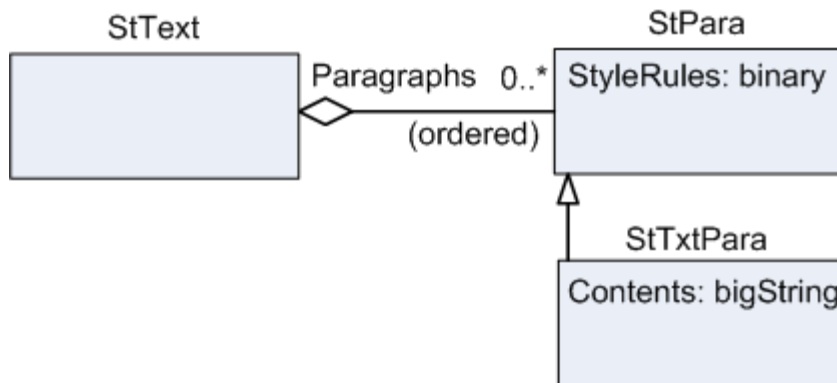 StText
StPara
Paragraphs 0..*
(ordered)
StyleRules: binary
StTxtPara
Contents: bigString